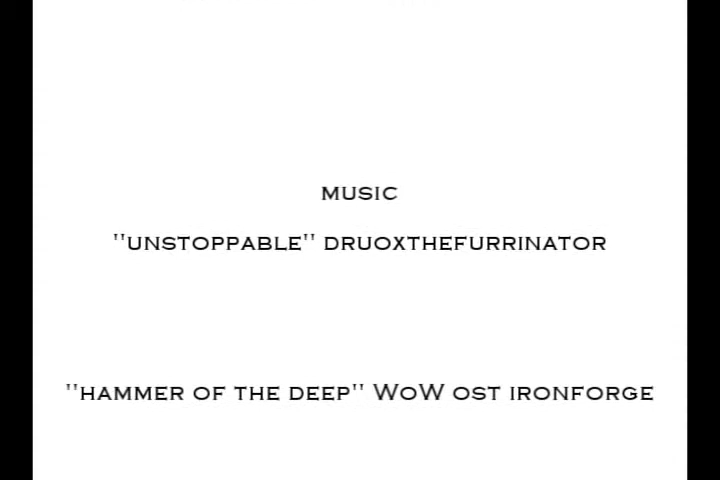 MUSIC
"UNSTOPPABLE" DRUOXTHEFURRINATOR
"HAMMER OF THE DEEP" WoW OST IRONFORGE